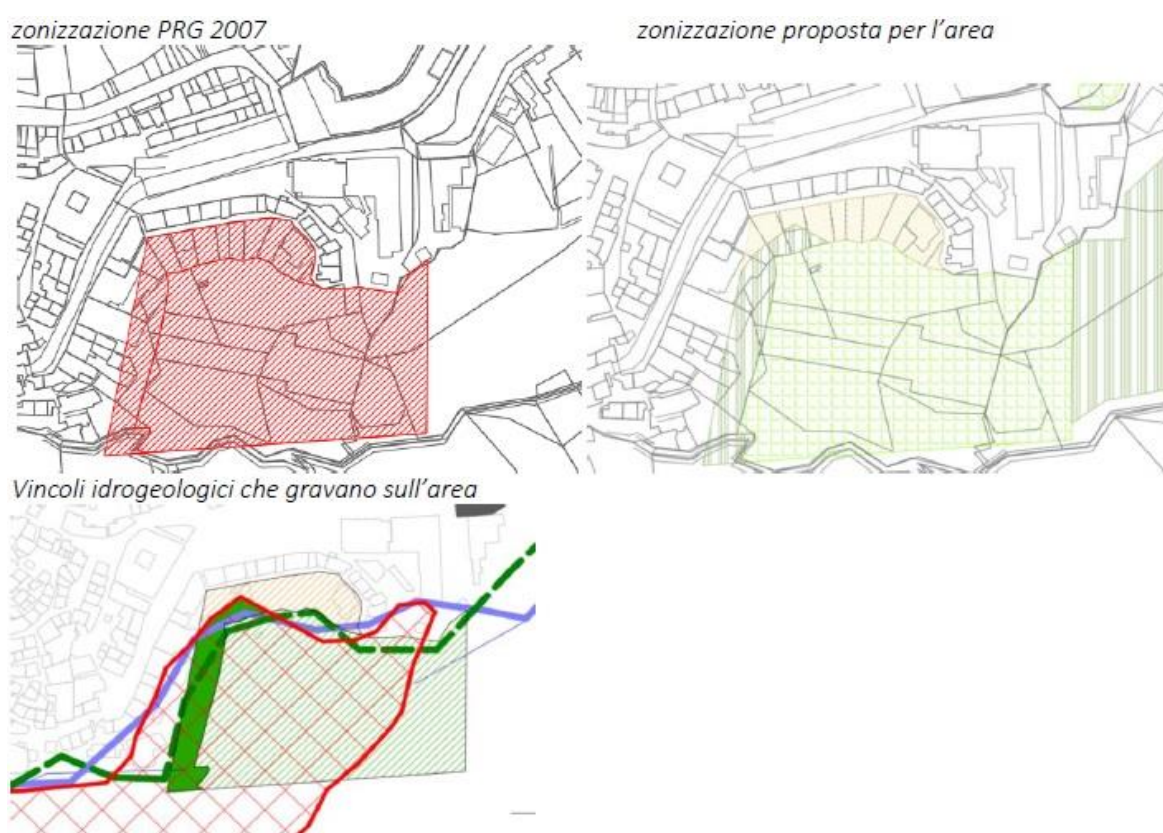 zonizzazione PRG 2007
zonizzazione proposta per l’area
Vincoli idrogeologici che gravano sull’area